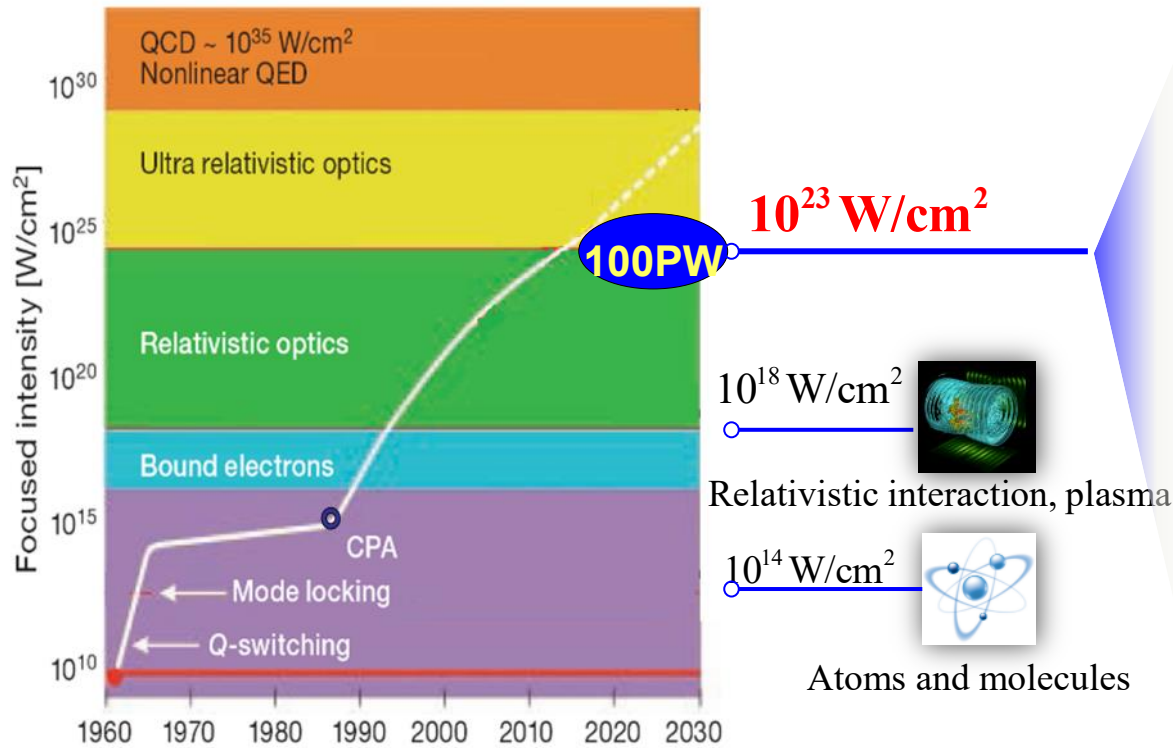 QCD ~ 10³⁵ W/cm²
Nonlinear QED
Ultra relativistic optics
Relativistic optics
Bound electrons
CPA
Mode locking
Q-switching
Focused intensity [W/cm²]
10³⁰
10²⁵
10²⁰
10¹⁵
10¹⁰
1960 1970 1980 1990 2000 2010 2020 2030
100PW
10²³ W/cm²
10¹⁸ W/cm²
Relativistic interaction, plasma
10¹⁴ W/cm²
Atoms and molecules